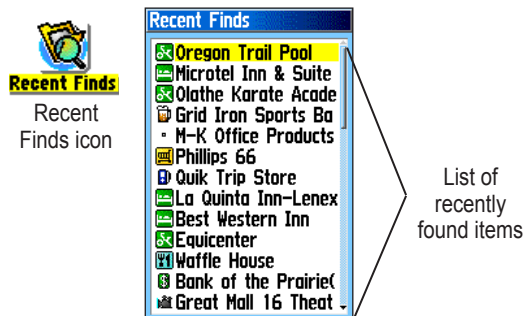 Recent Finds
Recent
Finds icon
Recent Finds
Oregon Trail Pool
Microtel Inn & Suite
Olathe Karate Acade
Grid Iron Sports Ba
M-K Office Products
Phillips 66
Quik Trip Store
La Quinta Inn-Lenex
Best Western Inn
Equicenter
Waffle House
Bank of the Prairie(
Great Mall 16 Theat
List of
recently
found items